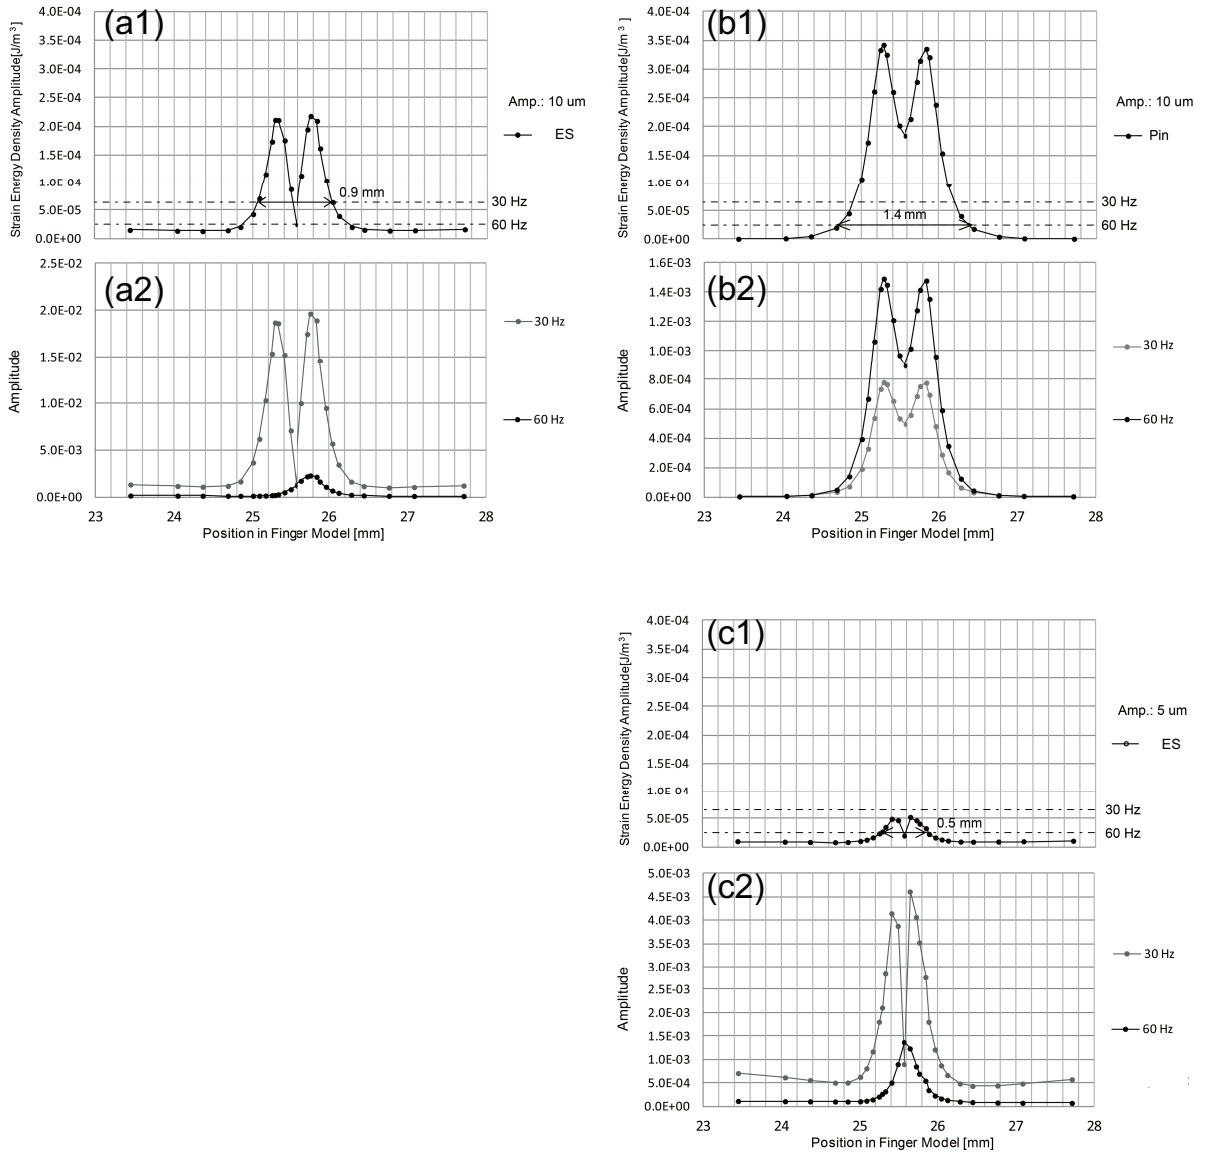 (a1)
Strain Energy Density Amplitude[J/m³]
4.0E-04
3.5E-04
3.0E-04
2.5E-04
2.0E-04
1.5E-04
1.0E-04
5.0E-05
0.0E+00
Amp.: 10 um
ES
0.9 mm
30 Hz
60 Hz
(b1)
Strain Energy Density Amplitude[J/m³]
4.0E-04
3.5E-04
3.0E-04
2.5E-04
2.0E-04
1.5E-04
1.0E-04
5.0E-05
0.0E+00
Amp.: 10 um
Pin
1.4 mm
30 Hz
60 Hz
(a2)
Amplitude
2.5E-02
2.0E-02
1.5E-02
1.0E-02
5.0E-03
0.0E+00
30 Hz
60 Hz
23 24 25 26 27 28
Position in Finger Model [mm]
(b2)
Amplitude
1.6E-03
1.4E-03
1.2E-03
1.0E-03
8.0E-04
6.0E-04
4.0E-04
2.0E-04
0.0E+00
30 Hz
60 Hz
23 24 25 26 27 28
Position in Finger Model [mm]
(c1)
Strain Energy Density Amplitude[J/m³]
4.0E-04
3.5E-04
3.0E-04
2.5E-04
2.0E-04
1.5E-04
1.0E-04
5.0E-05
0.0E+00
Amp.: 5 um
ES
0.5 mm
30 Hz
60 Hz
(c2)
Amplitude
5.0E-03
4.5E-03
4.0E-03
3.5E-03
3.0E-03
2.5E-03
2.0E-03
1.5E-03
1.0E-03
5.0E-04
0.0E+00
30 Hz
60 Hz
23 24 25 26 27 28
Position in Finger Model [mm]